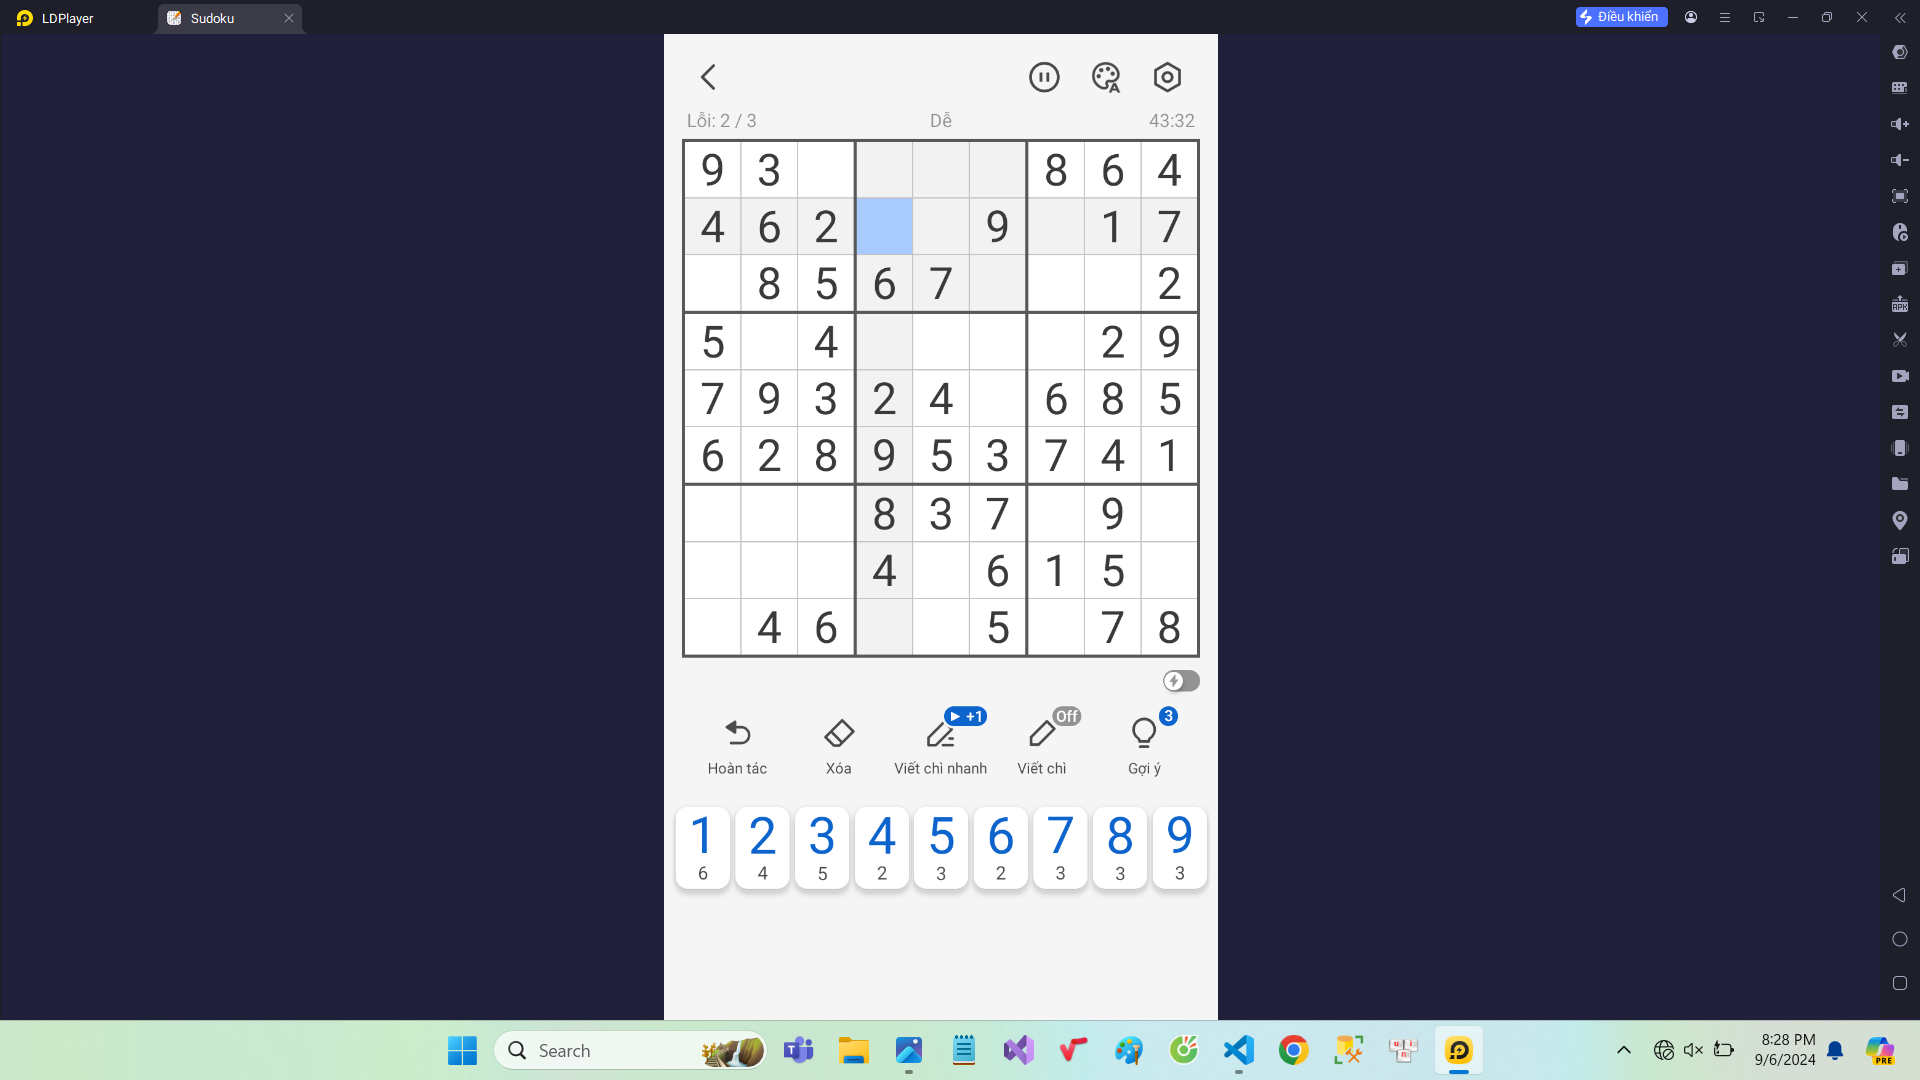 LDPlayer
Sudoku
Điều khiển
Lỗi: 2 / 3
Dễ
43:32
9 3 8 6 4
4 6 2 9 1 7
8 5 6 7 2
5 4 2 9
7 9 3 2 4 6 8 5
6 2 8 9 5 3 7 4 1
8 3 7 9
4 6 1 5
4 6 5 7 8
+1
Off
3
Hoàn tác
Xóa
Viết chì nhanh
Viết chì
Gợi ý
1 2 3 4 5 6 7 8 9
6 4 5 2 3 2 3 3 3
Search
8:28 PM
9/6/2024
PRE